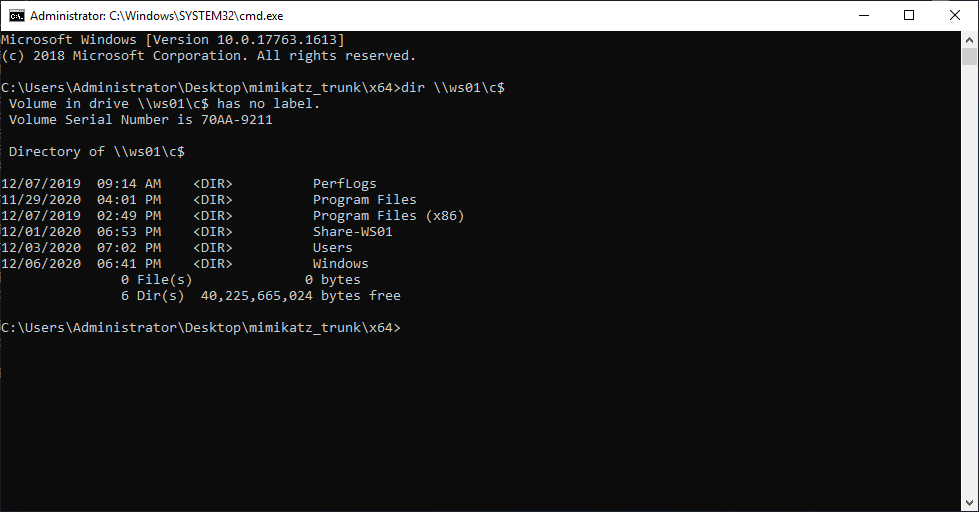 Administrator: C:\Windows\SYSTEM32\cmd.exe
Microsoft Windows [Version 10.0.17763.1613]
(c) 2018 Microsoft Corporation. All rights reserved.
C:\Users\Administrator\Desktop\mimikatz_trunk\x64>dir \\ws01\c$
 Volume in drive \\ws01\c$ has no label.
 Volume Serial Number is 70AA-9211
 Directory of \\ws01\c$
12/07/2019  09:14 AM    <DIR>          PerfLogs
11/29/2020  04:01 PM    <DIR>          Program Files
12/07/2019  02:49 PM    <DIR>          Program Files (x86)
12/01/2020  06:53 PM    <DIR>          Share-WS01
12/03/2020  07:02 PM    <DIR>          Users
12/06/2020  06:41 PM    <DIR>          Windows
               0 File(s)              0 bytes
               6 Dir(s)  40,225,665,024 bytes free
C:\Users\Administrator\Desktop\mimikatz_trunk\x64>